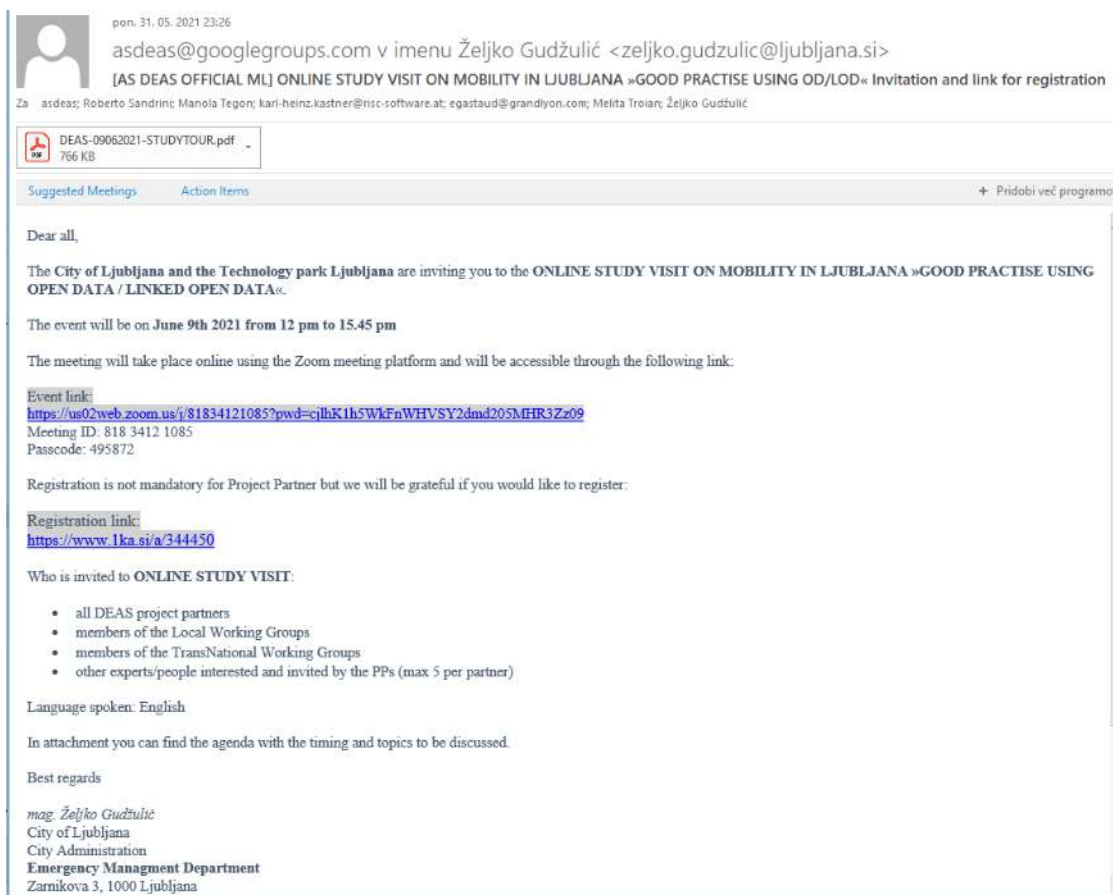 pon. 31. 05. 2021 23:26
asdeas@googlegroups.com v imenu Željko Gudžulić <zeljko.gudzulic@ljubljana.si>
[AS DEAS OFFICIAL ML] ONLINE STUDY VISIT ON MOBILITY IN LJUBLJANA »GOOD PRACTISE USING OD/LOD« Invitation and link for registration
Za asdeas; Roberto Sandrini; Manola Tegon; karl-heinz.kastner@risc-software.at; egastaud@grandlyon.com; Melita Troian; Željko Gudžulić
PDF
DEAS-09062021-STUDYTOUR.pdf
766 KB
Suggested Meetings Action Items + Pridobi več programo
Dear all,
The City of Ljubljana and the Technology park Ljubljana are inviting you to the ONLINE STUDY VISIT ON MOBILITY IN LJUBLJANA »GOOD PRACTISE USING
OPEN DATA / LINKED OPEN DATA«.
The event will be on June 9th 2021 from 12 pm to 15.45 pm
The meeting will take place online using the Zoom meeting platform and will be accessible through the following link:
Event link:
https://us02web.zoom.us/j/81834121085?pwd=cjlhK1h5WkFnWHVSY2dmd205MHR3Zz09
Meeting ID: 818 3412 1085
Passcode: 495872
Registration is not mandatory for Project Partner but we will be grateful if you would like to register:
Registration link:
https://www.1ka.si/a/344450
Who is invited to ONLINE STUDY VISIT:
• all DEAS project partners
• members of the Local Working Groups
• members of the TransNational Working Groups
• other experts/people interested and invited by the PPs (max 5 per partner)
Language spoken: English
In attachment you can find the agenda with the timing and topics to be discussed.
Best regards
mag. Željko Gudžulić
City of Ljubljana
City Administration
Emergency Managment Department
Zarnikova 3, 1000 Ljubljana